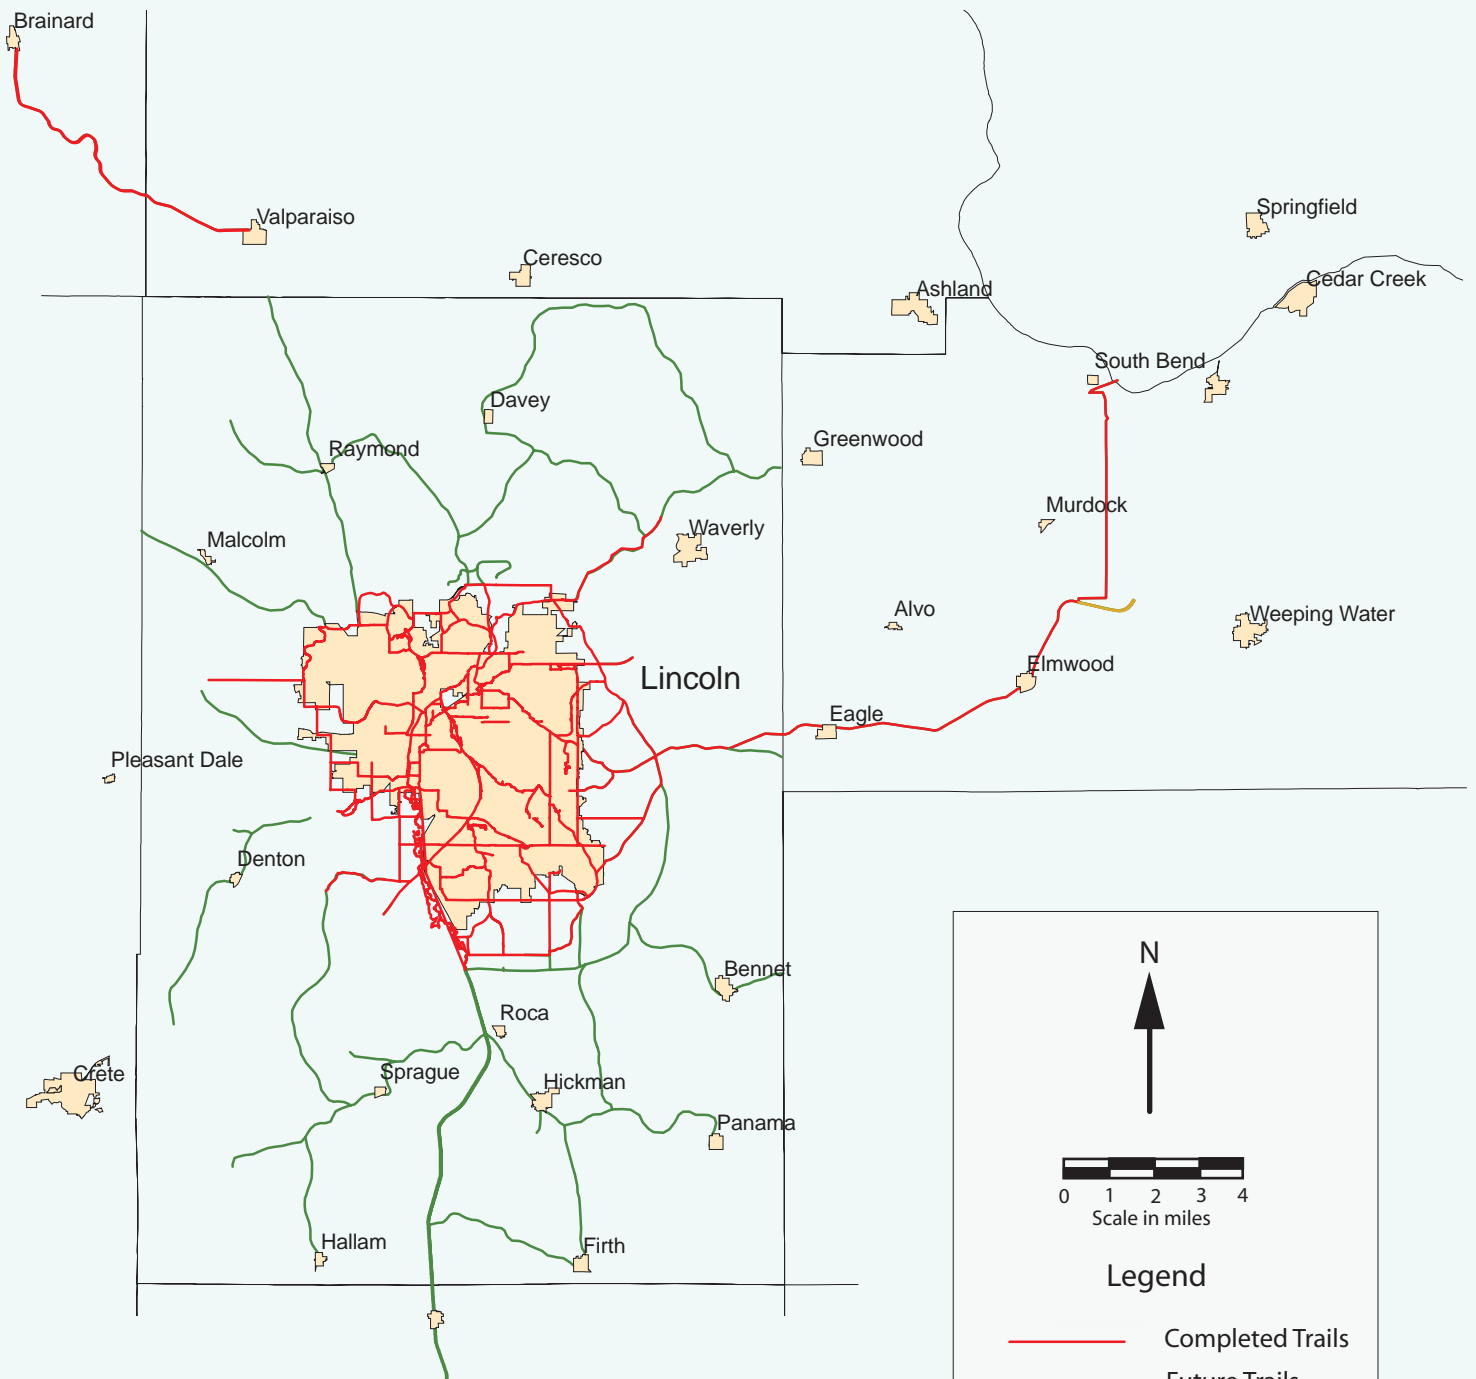 Brainard
Valparaiso
Springfield
Ceresco
Cedar Creek
Ashland
South Bend
Davey
Greenwood
Raymond
Murdock
Waverly
Malcolm
Alvo
Weeping Water
Elmwood
Lincoln
Eagle
Pleasant Dale
Denton
Bennet
N
Roca
Crete
Sprague
Hickman
Panama
0 1 2 3 4
Scale in miles
Hallam
Firth
Legend
Completed Trails
Future Trails